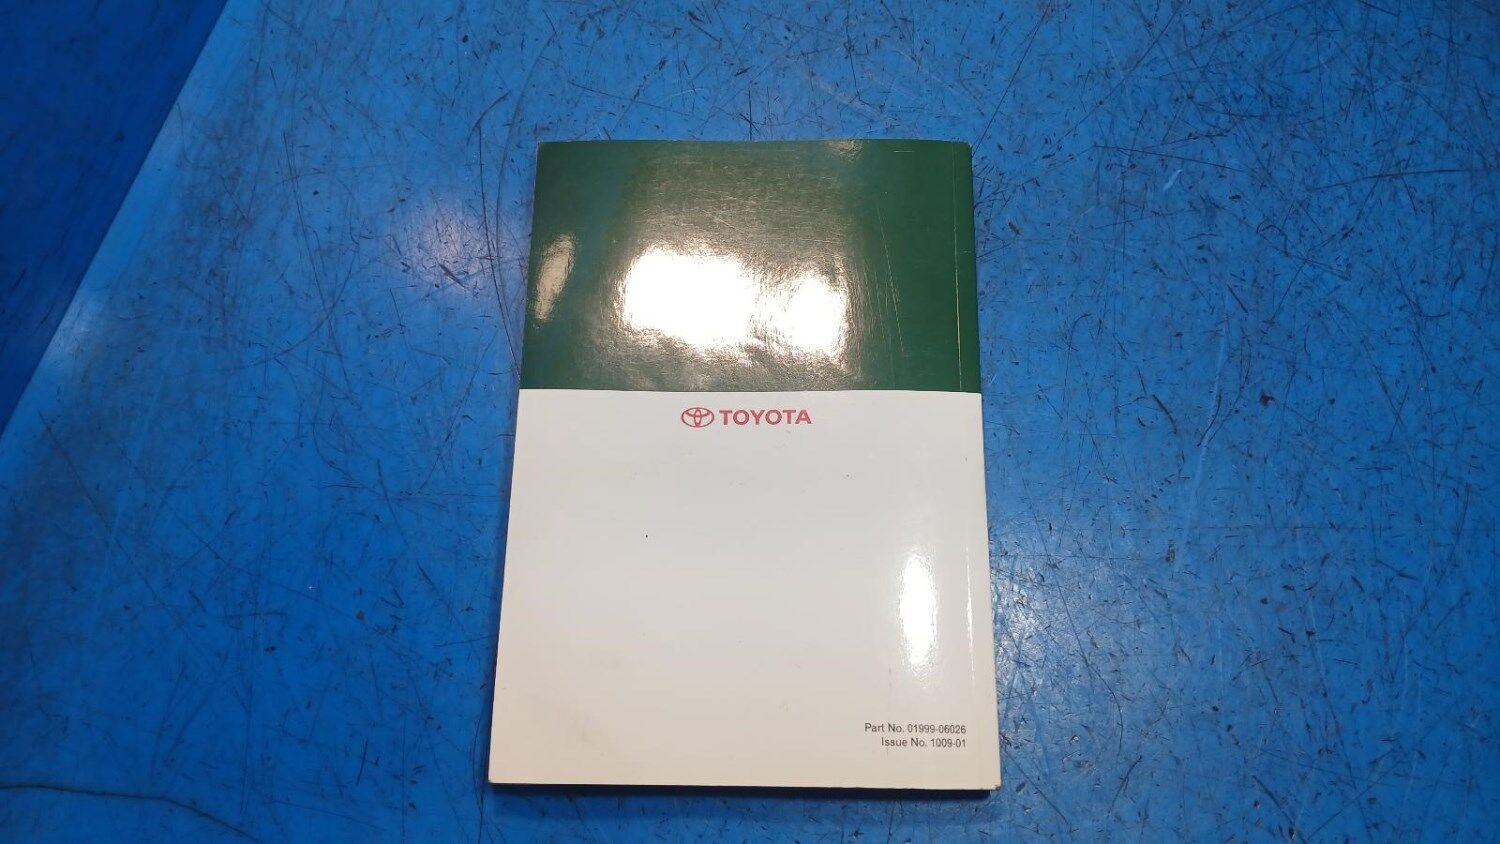 TOYOTA
Part No. 01999-06026
Issue No. 1009-01